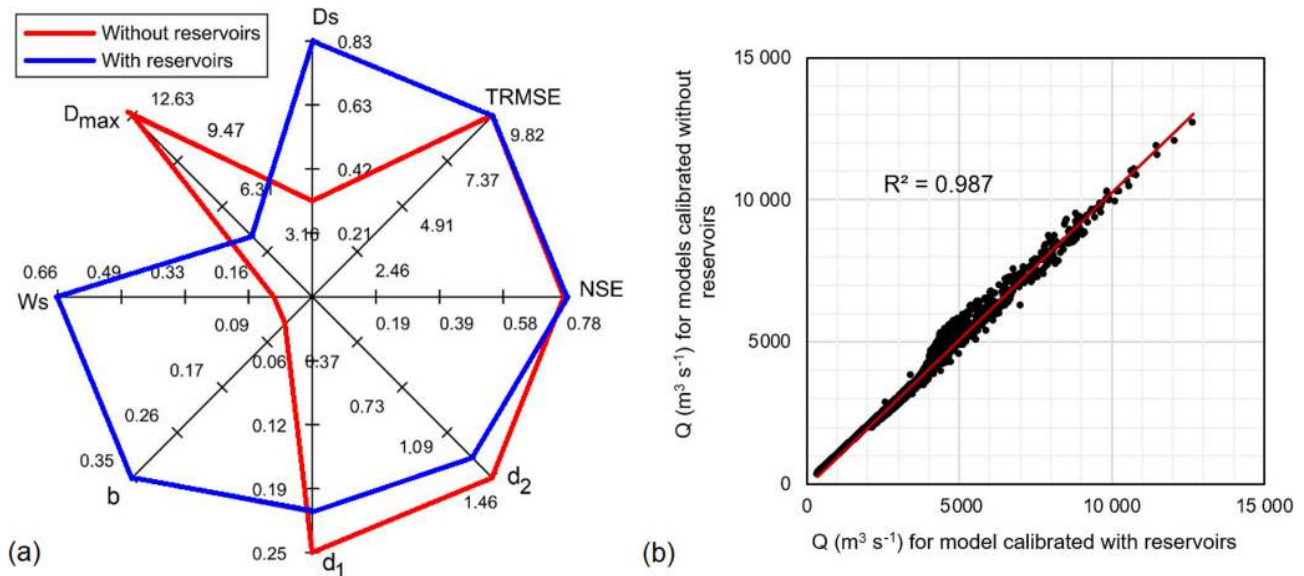 Without reservoirs
With reservoirs
Ds
0.83
0.63
0.42
0.21
TRMSE
9.82
7.37
4.91
2.46
NSE
0.19
0.39
0.58
0.78
d2
0.37
0.73
1.09
1.46
d1
0.06
0.12
0.19
0.25
b
0.09
0.17
0.26
0.35
Ws
0.66
0.49
0.33
0.16
Dmax
12.63
9.47
6.31
3.16
(a)
15 000
10 000
5000
0
0
5000
10 000
15 000
R² = 0.987
Q (m³ s⁻¹) for models calibrated without
reservoirs
Q (m³ s⁻¹) for model calibrated with reservoirs
(b)